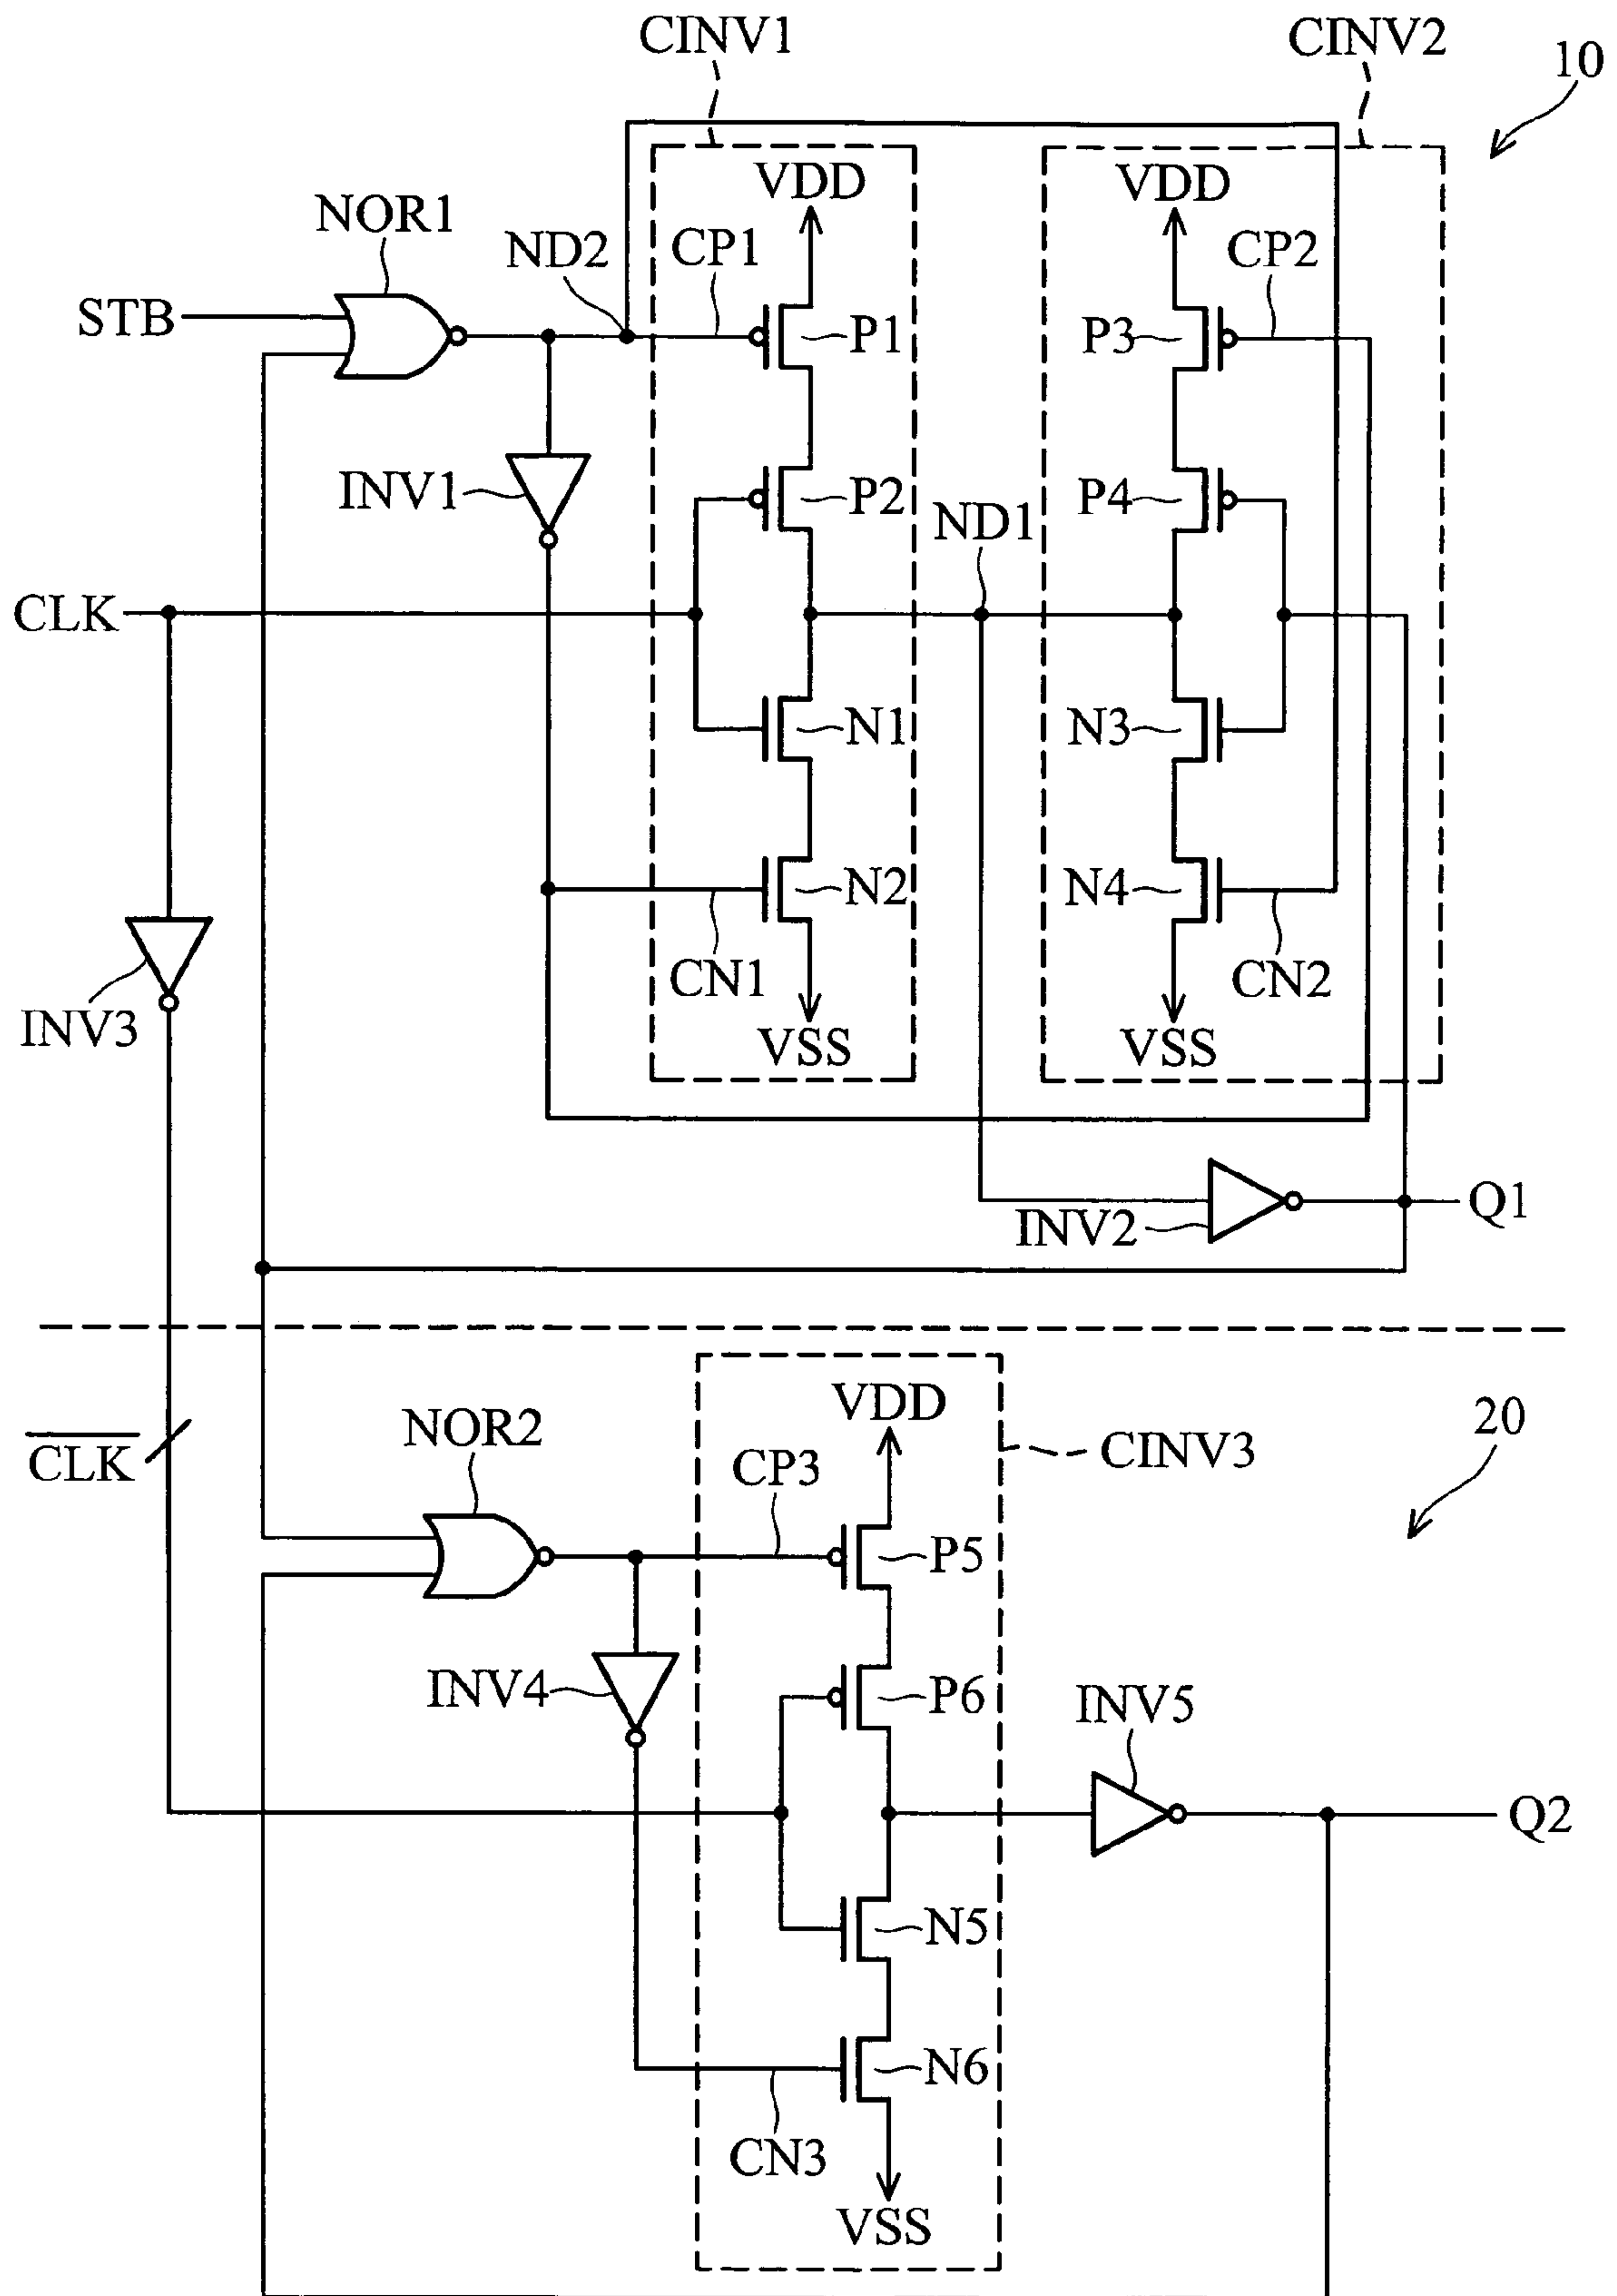 CINV1
CINV2
10
VDD
VDD
NOR1
ND2
CP1
CP2
STB
P1
P3
INV1
P2
P4
ND1
CLK
N1
N3
N2
N4
CN1
CN2
INV3
VSS
VSS
Q1
INV2
VDD
20
NOR2
CINV3
CLK
CP3
P5
INV4
P6
INV5
Q2
N5
N6
CN3
VSS